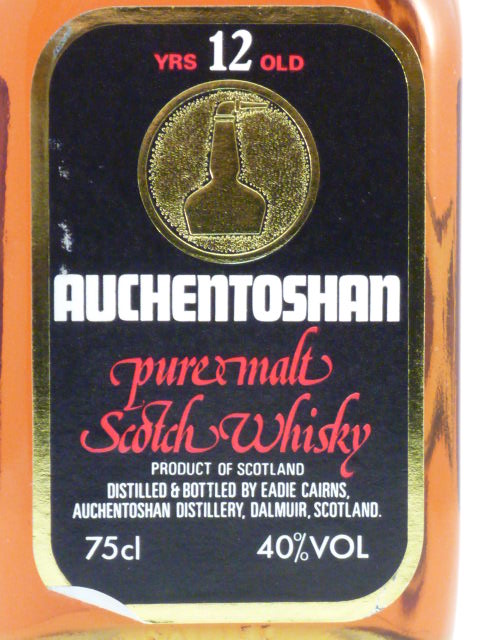 YRS 12 OLD
AUCHENTOSHAN
pure malt
Scotch Whisky
PRODUCT OF SCOTLAND
DISTILLED & BOTTLED BY EADIE CAIRNS,
AUCHENTOSHAN DISTILLERY, DALMUIR, SCOTLAND.
75cl 40%VOL